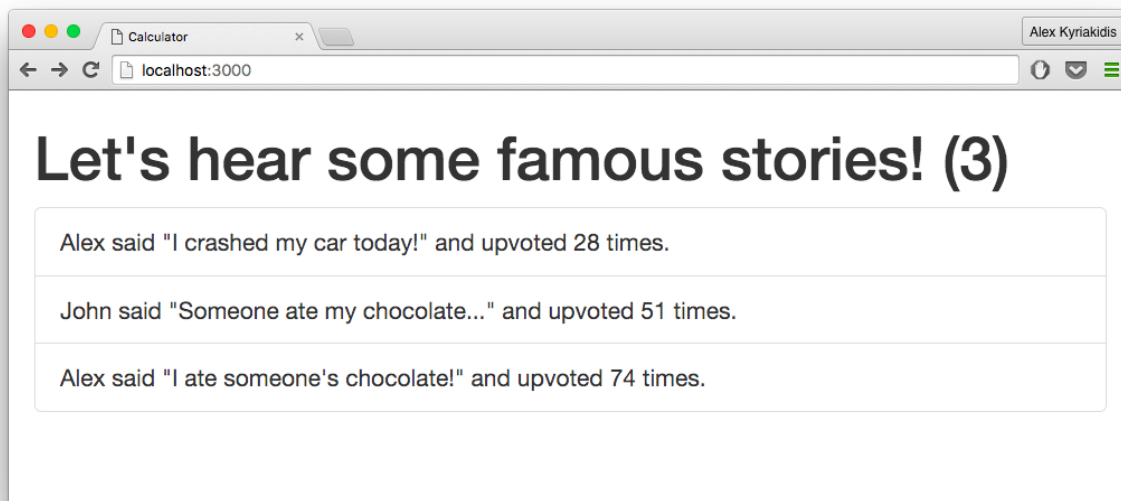 Calculator
Alex Kyriakidis
localhost:3000
Let's hear some famous stories! (3)
Alex said "I crashed my car today!" and upvoted 28 times.
John said "Someone ate my chocolate..." and upvoted 51 times.
Alex said "I ate someone's chocolate!" and upvoted 74 times.